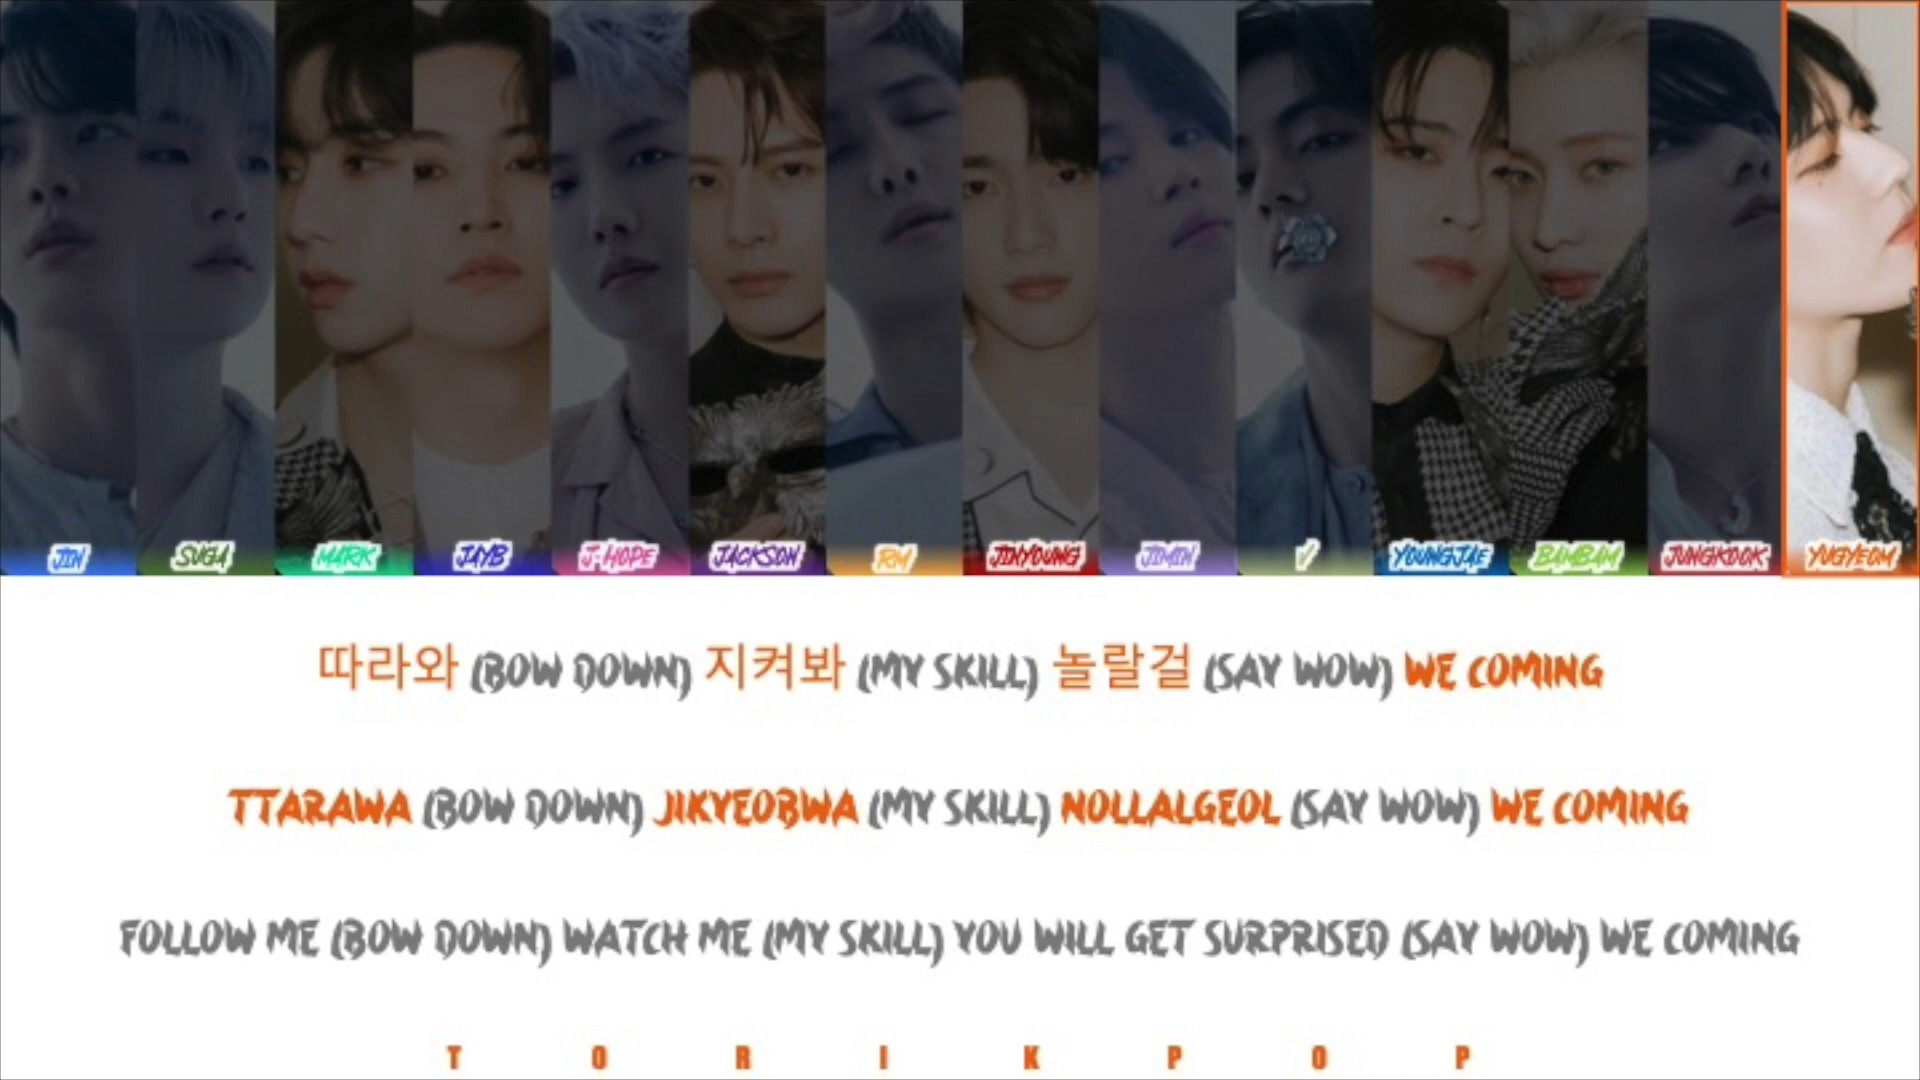 JIN SUGA MARK JAYB J-HOPE JACKSON RM JINYOUNG JIMIN V YOUNGJAE BAMBAM JUNGKOOK YUGYEOM
따라와 (BOW DOWN) 지켜봐 (MY SKILL) 놀랄걸 (SAY WOW) WE COMING
TTARAWA (BOW DOWN) JIKYEOBWA (MY SKILL) NOLLALGEOL (SAY WOW) WE COMING
FOLLOW ME (BOW DOWN) WATCH ME (MY SKILL) YOU WILL GET SURPRISED (SAY WOW) WE COMING
T O R I K P O P